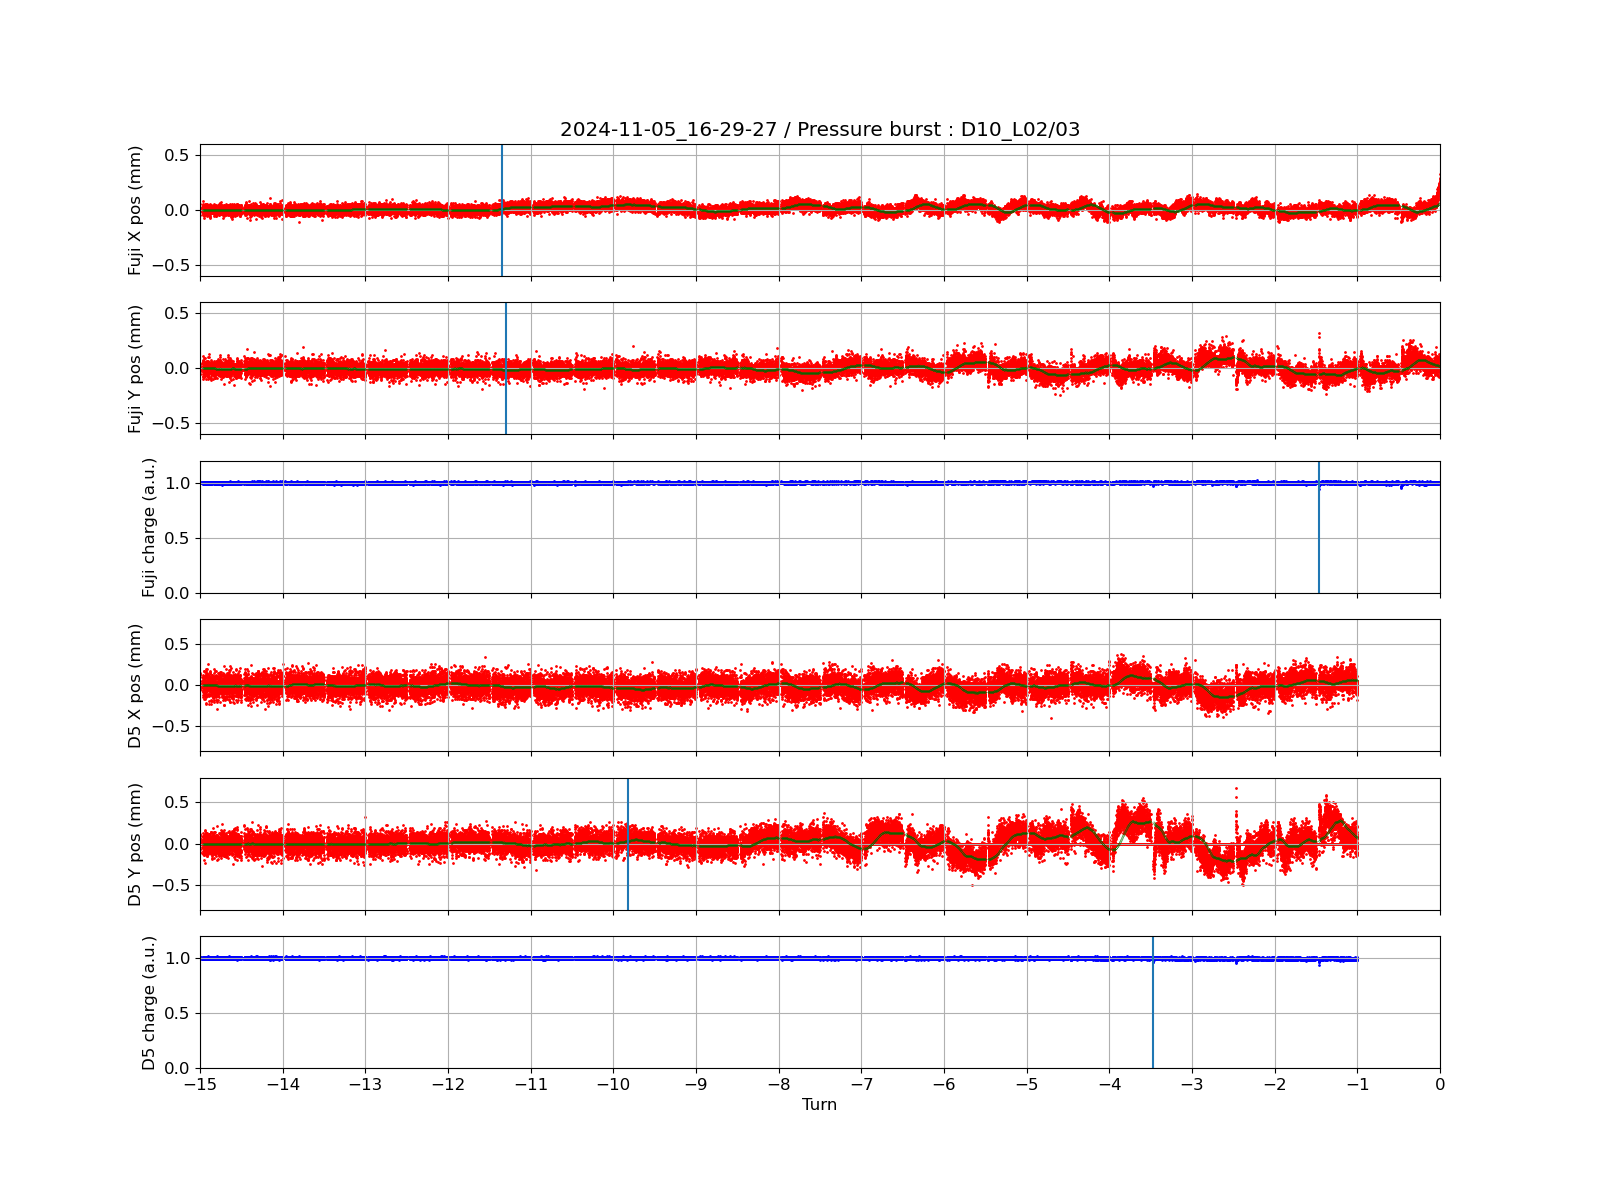 2024-11-05_16-29-27 / Pressure burst : D10_L02/03
Fuji X pos (mm)
0.5
0.0
−0.5
Fuji Y pos (mm)
0.5
0.0
−0.5
Fuji charge (a.u.)
1.0
0.5
0.0
D5 X pos (mm)
0.5
0.0
−0.5
D5 Y pos (mm)
0.5
0.0
−0.5
D5 charge (a.u.)
1.0
0.5
0.0
−15 −14 −13 −12 −11 −10 −9 −8 −7 −6 −5 −4 −3 −2 −1 0
Turn